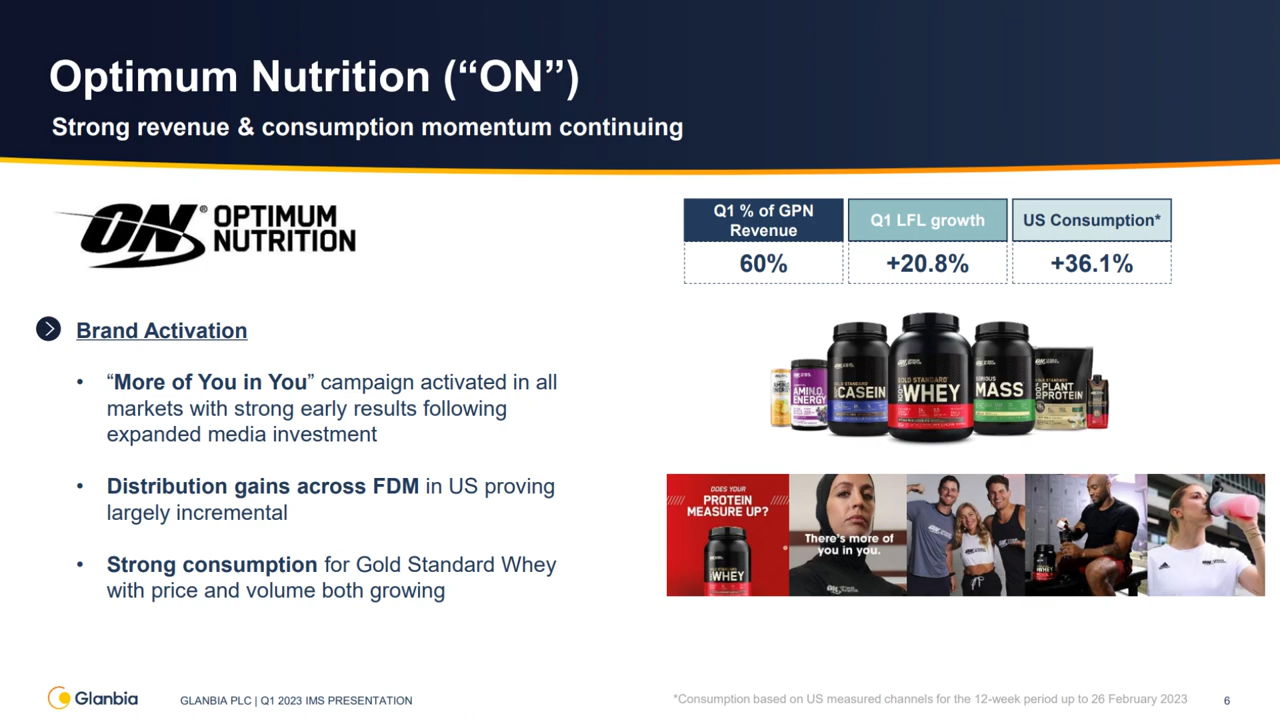 Optimum Nutrition (“ON”)
Strong revenue & consumption momentum continuing
ON® OPTIMUM
NUTRITION
Q1 % of GPN
Revenue
Q1 LFL growth
US Consumption*
60%
+20.8%
+36.1%
Brand Activation
• “More of You in You” campaign activated in all
markets with strong early results following
expanded media investment
• Distribution gains across FDM in US proving
largely incremental
• Strong consumption for Gold Standard Whey
with price and volume both growing
AMIN.O.
ENERGY
CASEIN
GOLD STANDARD
WHEY
SERIOUS
MASS
PLANT
PROTEIN
DOES YOUR
PROTEIN
MEASURE UP?
WHEY
There's more of
you in you.
Glanbia
GLANBIA PLC | Q1 2023 IMS PRESENTATION
*Consumption based on US measured channels for the 12-week period up to 26 February 2023
6